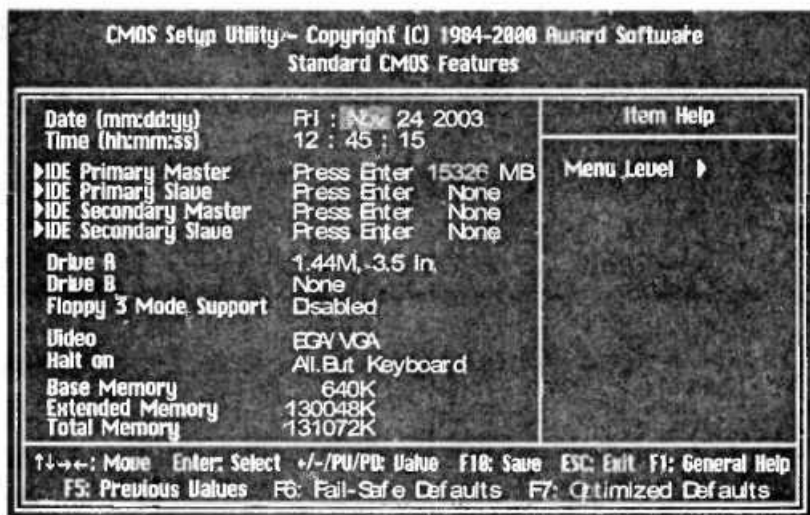 CMOS Setup Utility - Copyright (C) 1984-2000 Award Software
Standard CMOS Features
Date (mm:dd:yy) Fri : Nov 24 2003
Time (hh:mm:ss) 12 : 45 : 15
▶IDE Primary Master Press Enter 15326 MB
▶IDE Primary Slave Press Enter None
▶IDE Secondary Master Press Enter None
▶IDE Secondary Slave Press Enter None
Drive A 1.44M,-3.5 in.
Drive B None
Floppy 3 Mode Support Disabled
Video EGA/VGA
Halt on All.But Keyboard
Base Memory 640K
Extended Memory 130048K
Total Memory 131072K
Item Help
Menu Level ▶
↑↓→←: Move Enter: Select +/-/PU/PD: Value F10: Save ESC: Exit F1: General Help
F5: Previous Values F6: Fail-Safe Defaults F7: Optimized Defaults